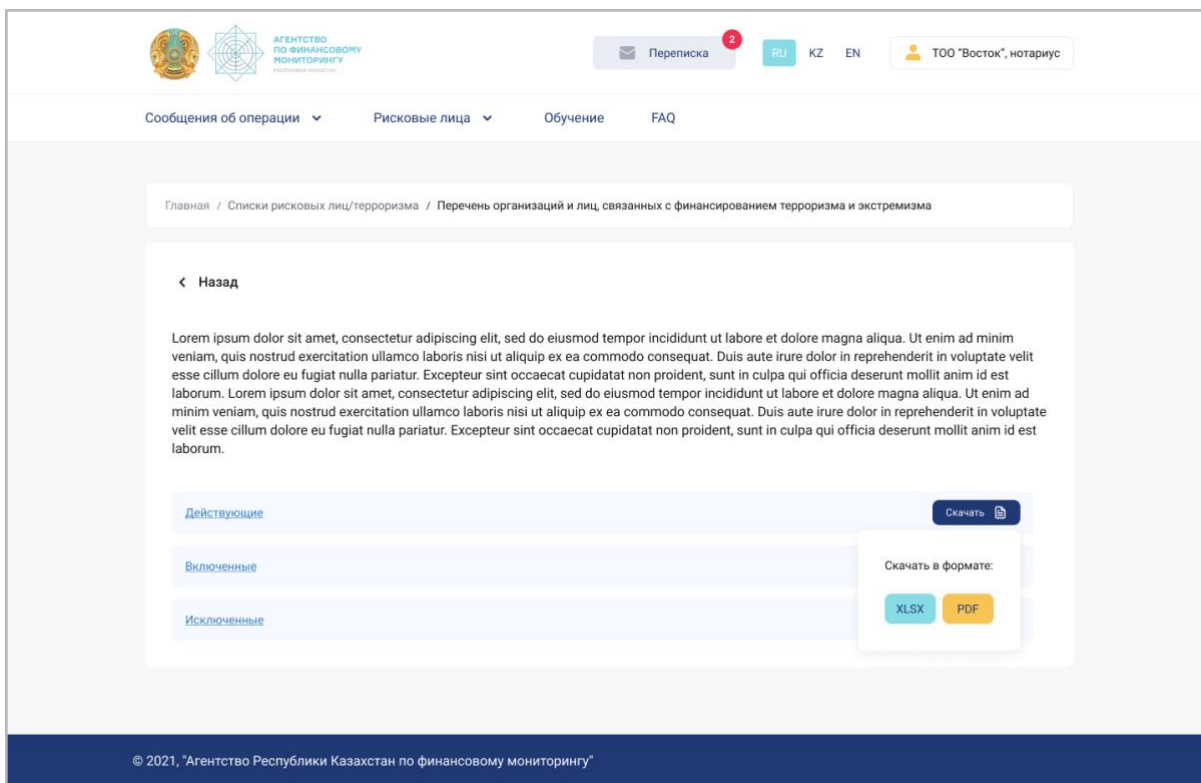 АГЕНТСТВО
ПО ФИНАНСОВОМУ
МОНИТОРИНГУ
РЕСПУБЛИКИ КАЗАХСТАН
Переписка
2
RU KZ EN
ТОО "Восток", нотариус
Сообщения об операции Рисковые лица Обучение FAQ
Главная / Списки рисковых лиц/терроризма / Перечень организаций и лиц, связанных с финансированием терроризма и экстремизма
Назад
Lorem ipsum dolor sit amet, consectetur adipiscing elit, sed do eiusmod tempor incididunt ut labore et dolore magna aliqua. Ut enim ad minim
veniam, quis nostrud exercitation ullamco laboris nisi ut aliquip ex ea commodo consequat. Duis aute irure dolor in reprehenderit in voluptate velit
esse cillum dolore eu fugiat nulla pariatur. Excepteur sint occaecat cupidatat non proident, sunt in culpa qui officia deserunt mollit anim id est
laborum. Lorem ipsum dolor sit amet, consectetur adipiscing elit, sed do eiusmod tempor incididunt ut labore et dolore magna aliqua. Ut enim ad
minim veniam, quis nostrud exercitation ullamco laboris nisi ut aliquip ex ea commodo consequat. Duis aute irure dolor in reprehenderit in voluptate
velit esse cillum dolore eu fugiat nulla pariatur. Excepteur sint occaecat cupidatat non proident, sunt in culpa qui officia deserunt mollit anim id est
laborum.
Действующие
Скачать
Включенные
Скачать в формате:
XLSX PDF
Исключенные
© 2021, "Агентство Республики Казахстан по финансовому мониторингу"